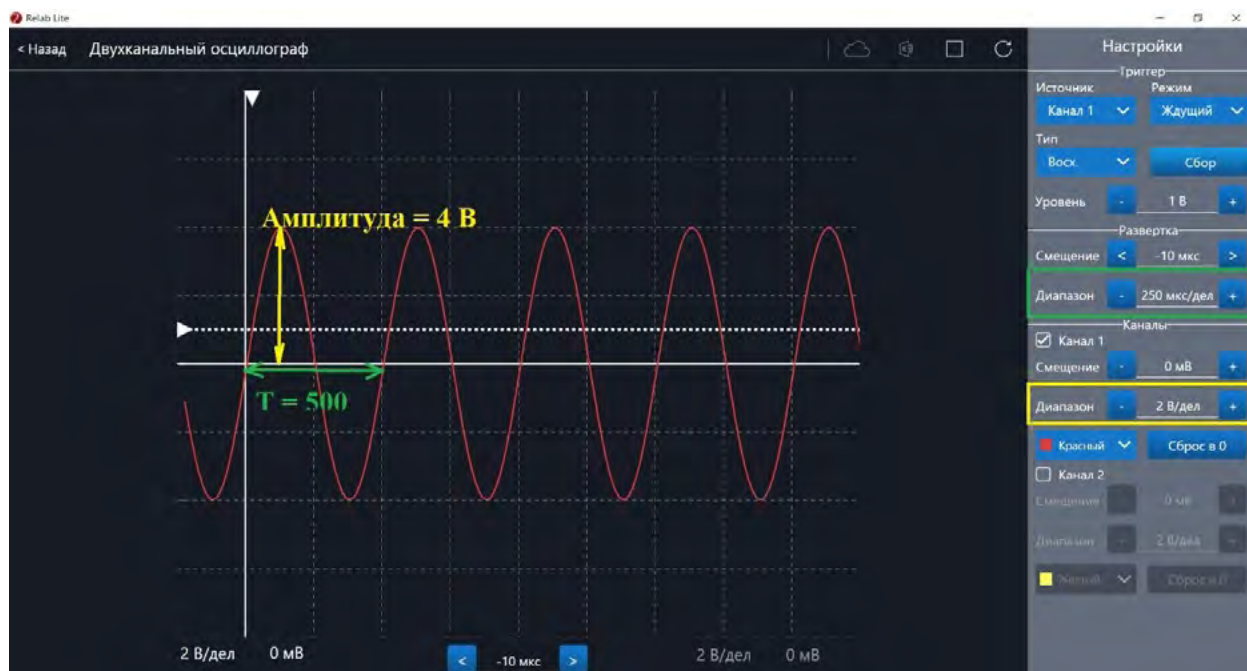 Relab Lite
< Назад Двухканальный осциллограф
Амплитуда = 4 В
T = 500
2 В/дел 0 мВ
< -10 мкс >
2 В/дел 0 мВ
Настройки
Триггер
Источник Режим
Канал 1 Ждущий
Тип
Восх. Сбор
Уровень - 1 В +
Развертка
Смещение < -10 мкс >
Диапазон - 250 мкс/дел +
Каналы
Канал 1
Смещение - 0 мВ +
Диапазон - 2 В/дел +
Красный Сброс в 0
Канал 2
Смещение - 0 мВ
Диапазон - 2 В/дел -
Желтый Сброс в 0